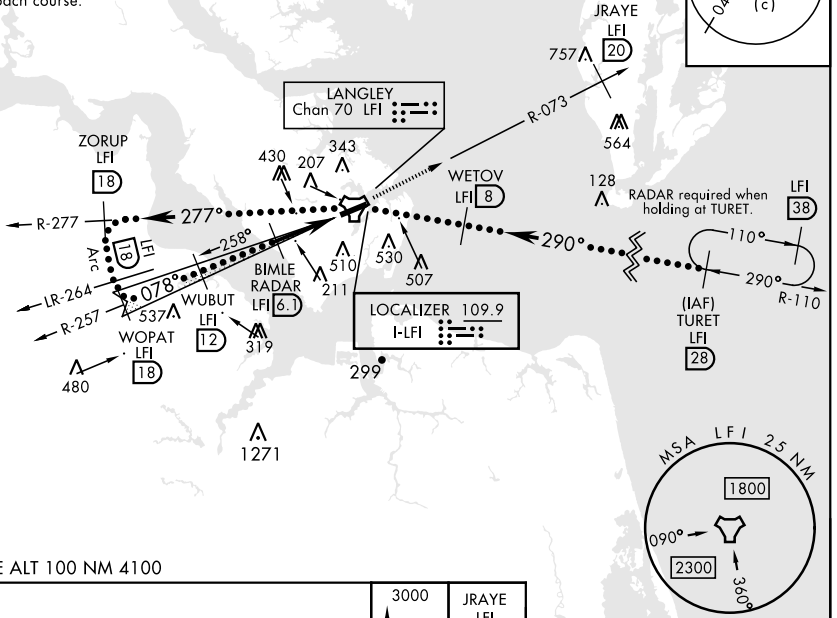 oach course.
04
(c)
JRAYE
LFI
20
757
R-073
564
LANGLEY
Chan 70 LFI
ZORUP
LFI
18
430
207
343
WETOV
LFI 8
128
RADAR required when
holding at TURET.
LFI
38
R-277
277°
290°
110°
290°
R-110
Arc
LFI
18
258°
078°
LR-264
R-257
510
530
507
211
BIMLE
RADAR
LFI 6.1
WUBUT
LFI
12
537
319
WOPAT
LFI
18
480
LOCALIZER 109.9
I-LFI
299
(IAF)
TURET
LFI
28
1271
MSA LFI 25 NM
1800
090°
2300
360°
E ALT 100 NM 4100
3000
JRAYE
LFI